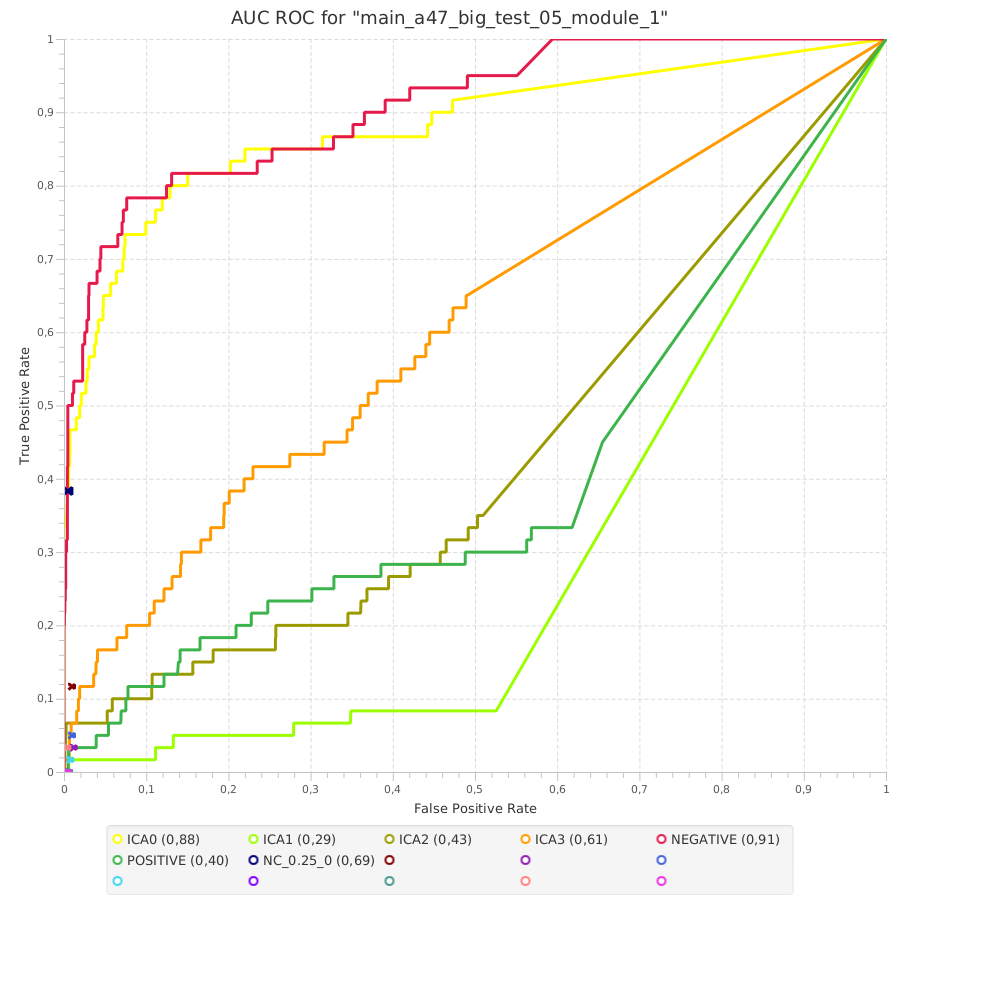 AUC ROC for "main_a47_big_test_05_module_1"
True Positive Rate
1
0,9
0,8
0,7
0,6
0,5
0,4
0,3
0,2
0,1
0
0 0,1 0,2 0,3 0,4 0,5 0,6 0,7 0,8 0,9 1
False Positive Rate
ICA0 (0,88) ICA1 (0,29) ICA2 (0,43) ICA3 (0,61) NEGATIVE (0,91)
POSITIVE (0,40) NC_0.25_0 (0,69)